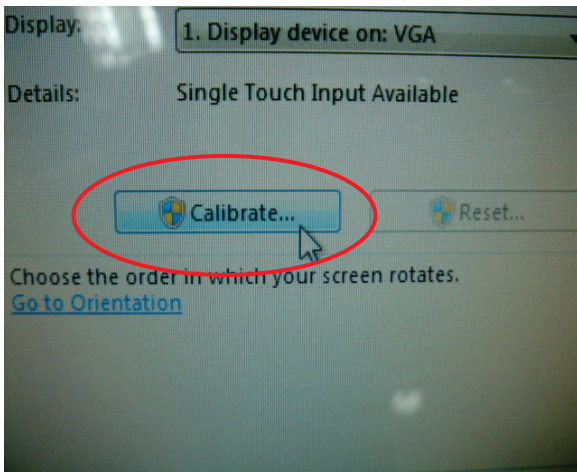 Display: 1. Display device on: VGA
Details: Single Touch Input Available
Calibrate... Reset...
Choose the order in which your screen rotates.
Go to Orientation